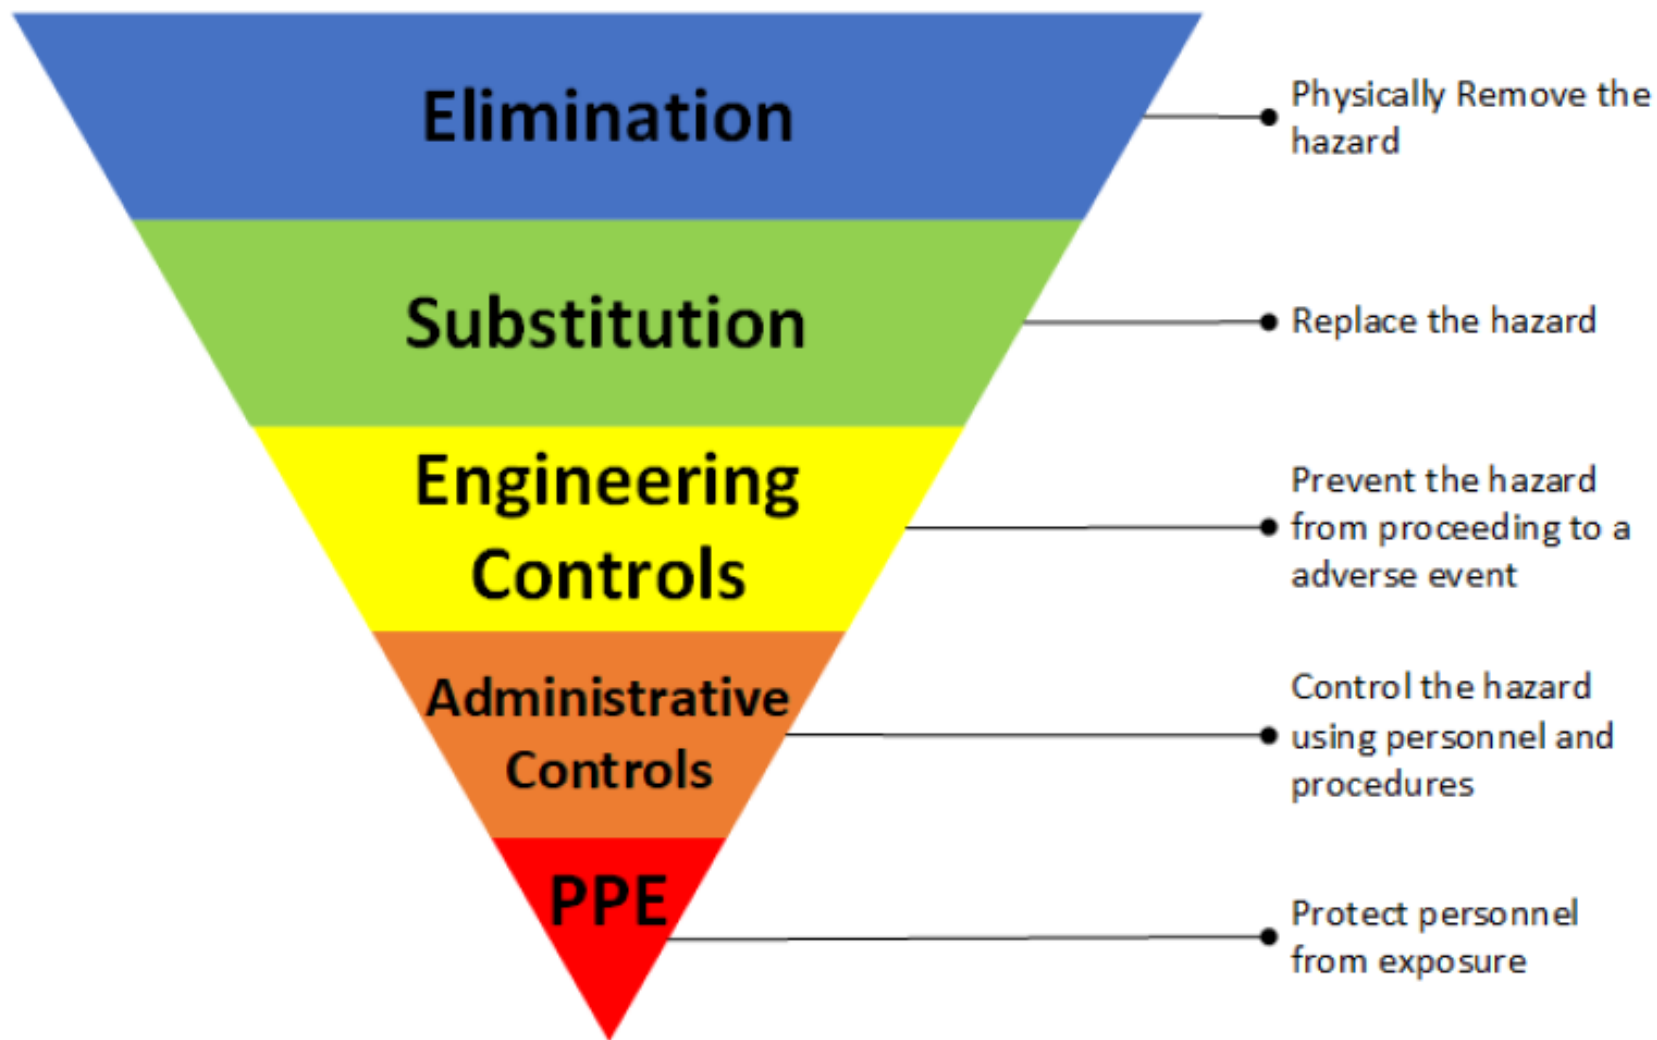 Elimination
Physically Remove the
hazard
Substitution
Replace the hazard
Engineering
Controls
Prevent the hazard
from proceeding to a
adverse event
Administrative
Controls
Control the hazard
using personnel and
procedures
PPE
Protect personnel
from exposure